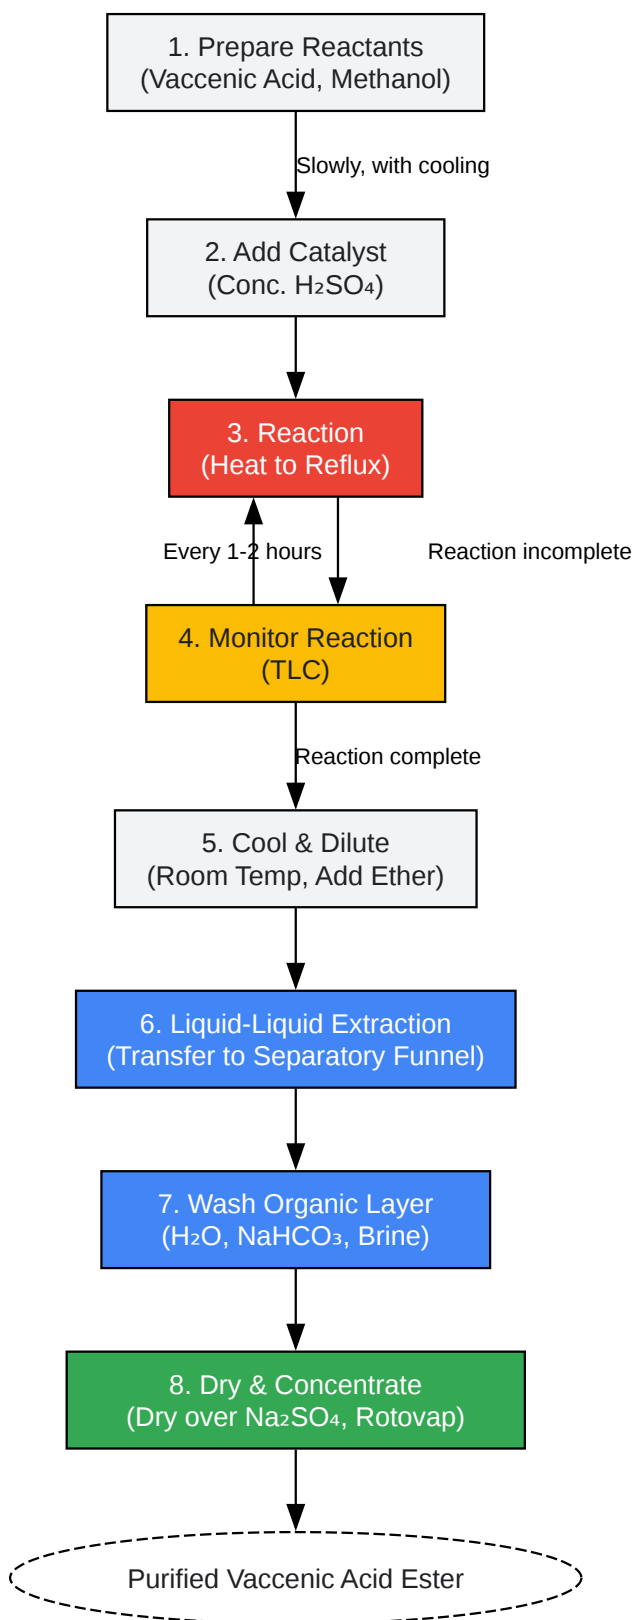 1. Prepare Reactants
(Vaccenic Acid, Methanol)
Slowly, with cooling
2. Add Catalyst
(Conc. H₂SO₄)
3. Reaction
(Heat to Reflux)
Every 1-2 hours
Reaction incomplete
4. Monitor Reaction
(TLC)
Reaction complete
5. Cool & Dilute
(Room Temp, Add Ether)
6. Liquid-Liquid Extraction
(Transfer to Separatory Funnel)
7. Wash Organic Layer
(H₂O, NaHCO₃, Brine)
8. Dry & Concentrate
(Dry over Na₂SO₄, Rotovap)
Purified Vaccenic Acid Ester